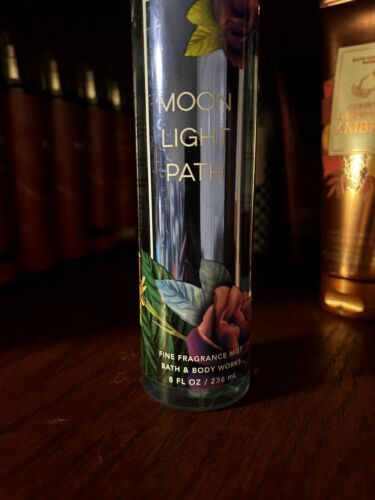 MOON
LIGHT
PATH
FINE FRAGRANCE MIST
BATH & BODY WORKS
8 FL OZ / 236 mL